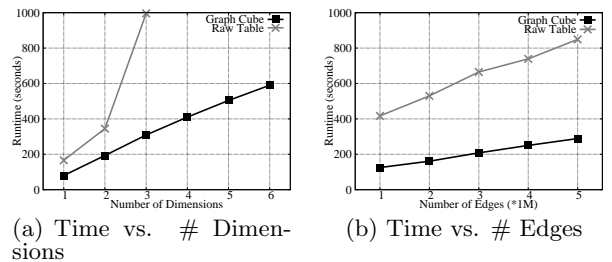 1000
800
600
400
200
0
Runtime (seconds)
Graph Cube
Raw Table
1 2 3 4 5 6
Number of Dimensions
(a) Time vs. # Dimen-
sions
1000
800
600
400
200
0
Runtime (seconds)
Graph Cube
Raw Table
1 2 3 4 5
Number of Edges (*1M)
(b) Time vs. # Edges